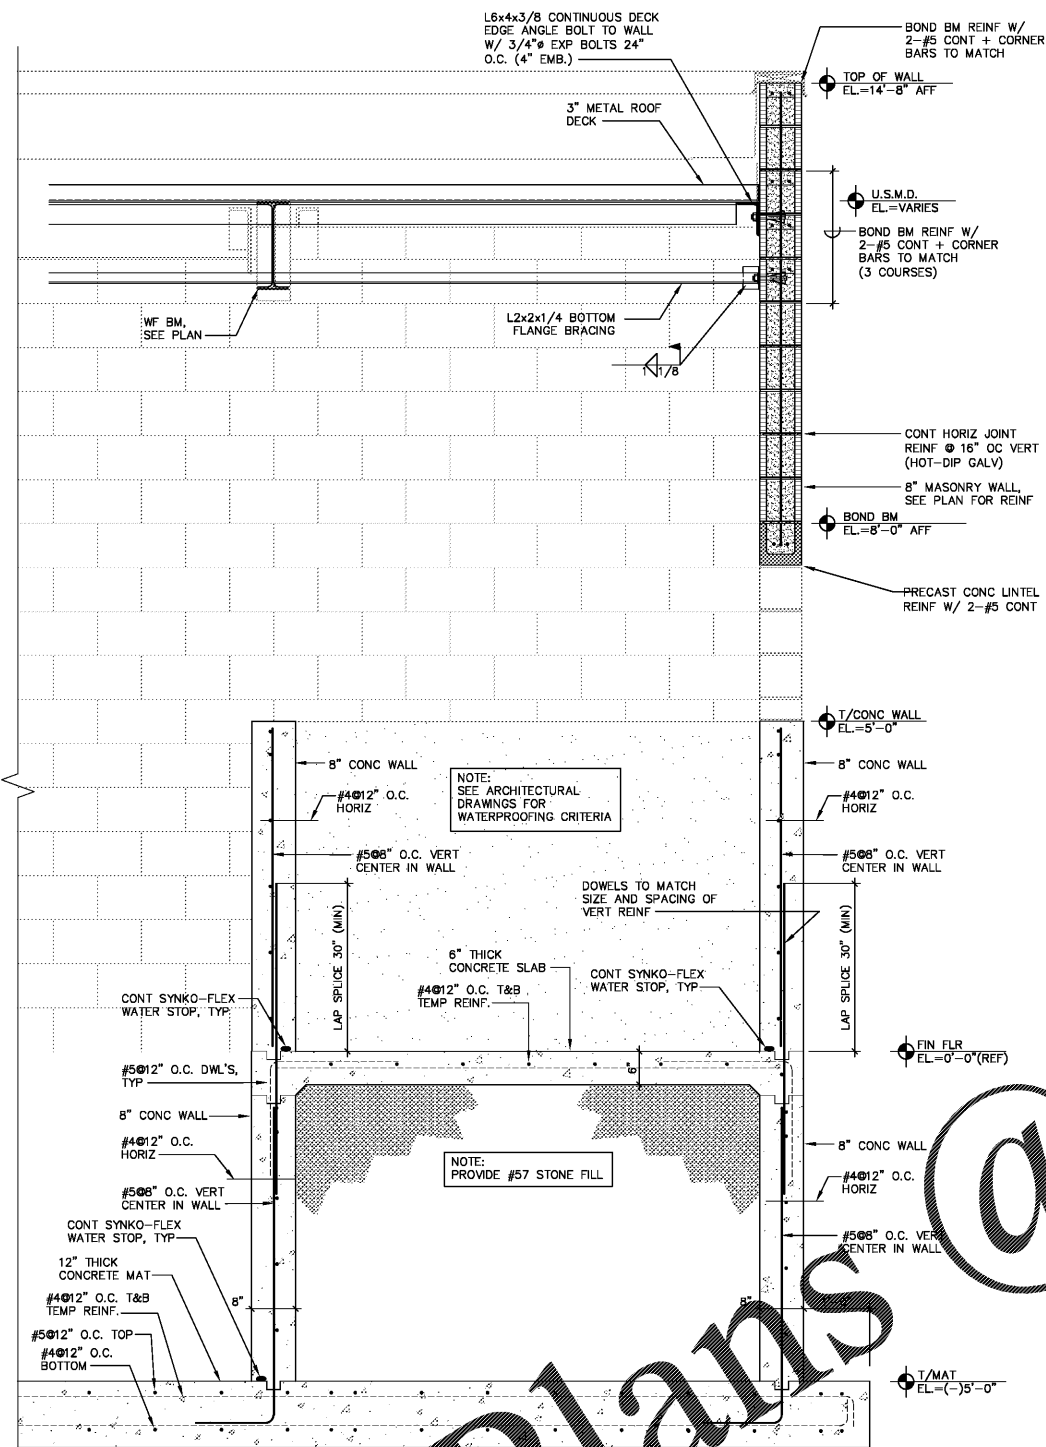 L6x4x3/8 CONTINUOUS DECK
EDGE ANGLE BOLT TO WALL
W/ 3/4"ø EXP BOLTS 24"
O.C. (4" EMB.)
BOND BM REINF W/
2-#5 CONT + CORNER
BARS TO MATCH
TOP OF WALL
EL.=14'-8" AFF
3" METAL ROOF
DECK
U.S.M.D.
EL.=VARIES
BOND BM REINF W/
2-#5 CONT + CORNER
BARS TO MATCH
(3 COURSES)
WF BM,
SEE PLAN
L2x2x1/4 BOTTOM
FLANGE BRACING
1 1/8
CONT HORIZ JOINT
REINF @ 16" OC VERT
(HOT-DIP GALV)
8" MASONRY WALL,
SEE PLAN FOR REINF
BOND BM
EL.=8'-0" AFF
PRECAST CONC LINTEL
REINF W/ 2-#5 CONT
T/CONC WALL
EL.=5'-0"
8" CONC WALL
NOTE:
SEE ARCHITECTURAL
DRAWINGS FOR
WATERPROOFING CRITERIA
8" CONC WALL
#4@12" O.C.
HORIZ
#4@12" O.C.
HORIZ
#5@8" O.C. VERT
CENTER IN WALL
#5@8" O.C. VERT
CENTER IN WALL
DOWELS TO MATCH
SIZE AND SPACING OF
VERT REINF
LAP SPLICE 30" (MIN)
LAP SPLICE 30" (MIN)
6" THICK
CONCRETE SLAB
CONT SYNKO-FLEX
WATER STOP, TYP
#4@12" O.C. T&B
TEMP REINF.
CONT SYNKO-FLEX
WATER STOP, TYP
FIN FLR
EL.=0'-0"(REF)
6"
#5@12" O.C. DWL'S,
TYP
8" CONC WALL
#4@12" O.C.
HORIZ
8" CONC WALL
NOTE:
PROVIDE #57 STONE FILL
#4@12" O.C.
HORIZ
#5@8" O.C. VERT
CENTER IN WALL
CONT SYNKO-FLEX
WATER STOP, TYP
#5@8" O.C. VERT
CENTER IN WALL
12" THICK
CONCRETE MAT
#4@12" O.C. T&B
TEMP REINF.
8"
8"
#5@12" O.C. TOP
#4@12" O.C.
BOTTOM
T/MAT
EL.=(-)5'-0"
plans @